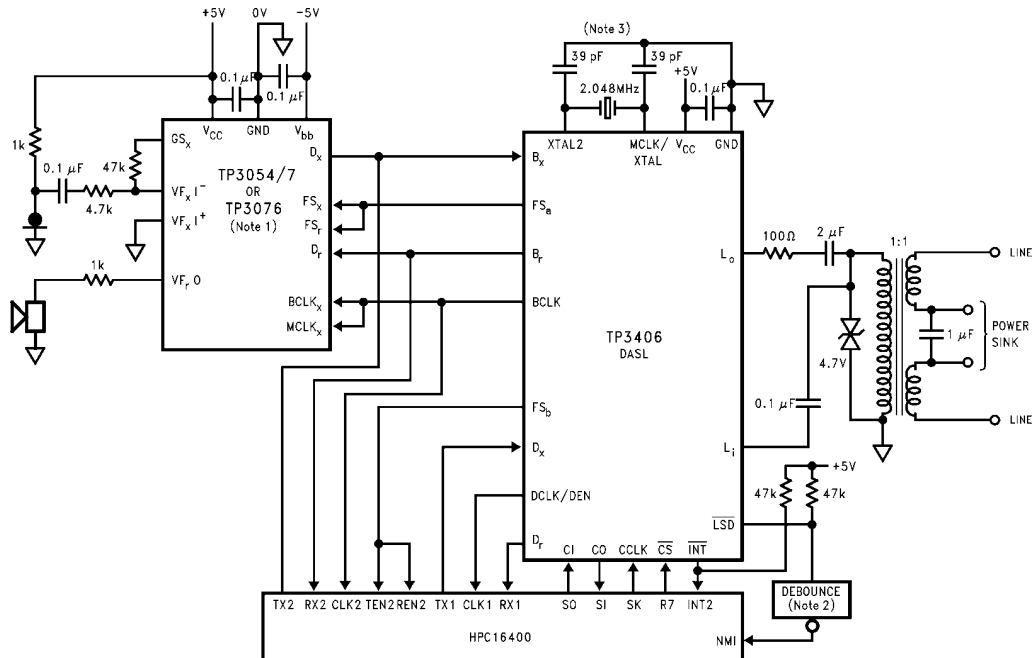 +5V 0V -5V
(Note 3)
39 pF 39 pF
+5V
0.1 μF
0.1 μF
2.048MHz
0.1 μF
1k
VCC GND Vbb
XTAL2 MCLK/
XTAL VCC GND
GSx
Dx
Bx
47k
0.1 μF
4.7k
TP3054/7
OR
TP3076
(Note 1)
VFxI-
VFxI+
FSx
FSr
FSa
Dr
Br
1k
VFrO
BCLKx
MCLKx
BCLK
TP3406
DASL
Lo
100Ω
2 μF
1:1
LINE
1 μF
POWER
SINK
4.7V
0.1 μF
LINE
FSb
Dx
Li
+5V
47k 47k
DCLK/DEN
LSD
Dr
CI CO CCLK CS INT
DEBOUNCE
(Note 2)
TX2 RX2 CLK2 TEN2 REN2 TX1 CLK1 RX1 SO SI SK R7 INT2
NMI
HPC16400